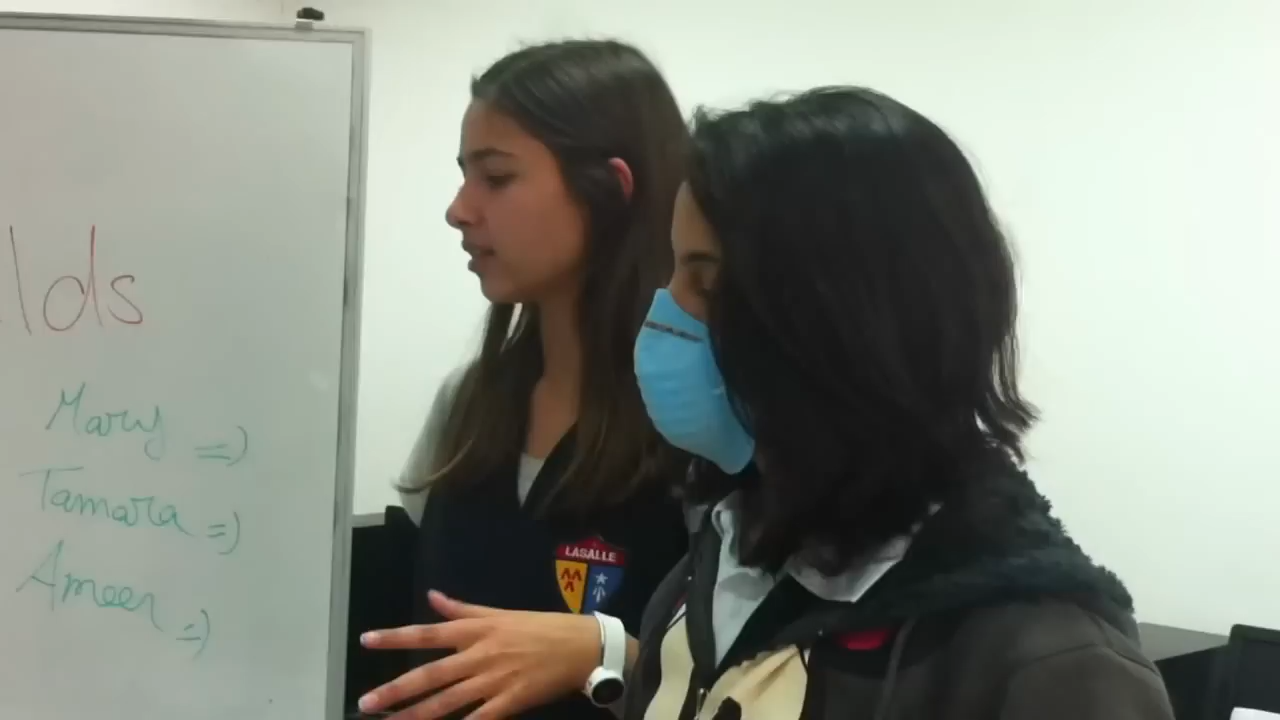 lds
Mary =)
Tamara =)
Ameer =)
LASALLE